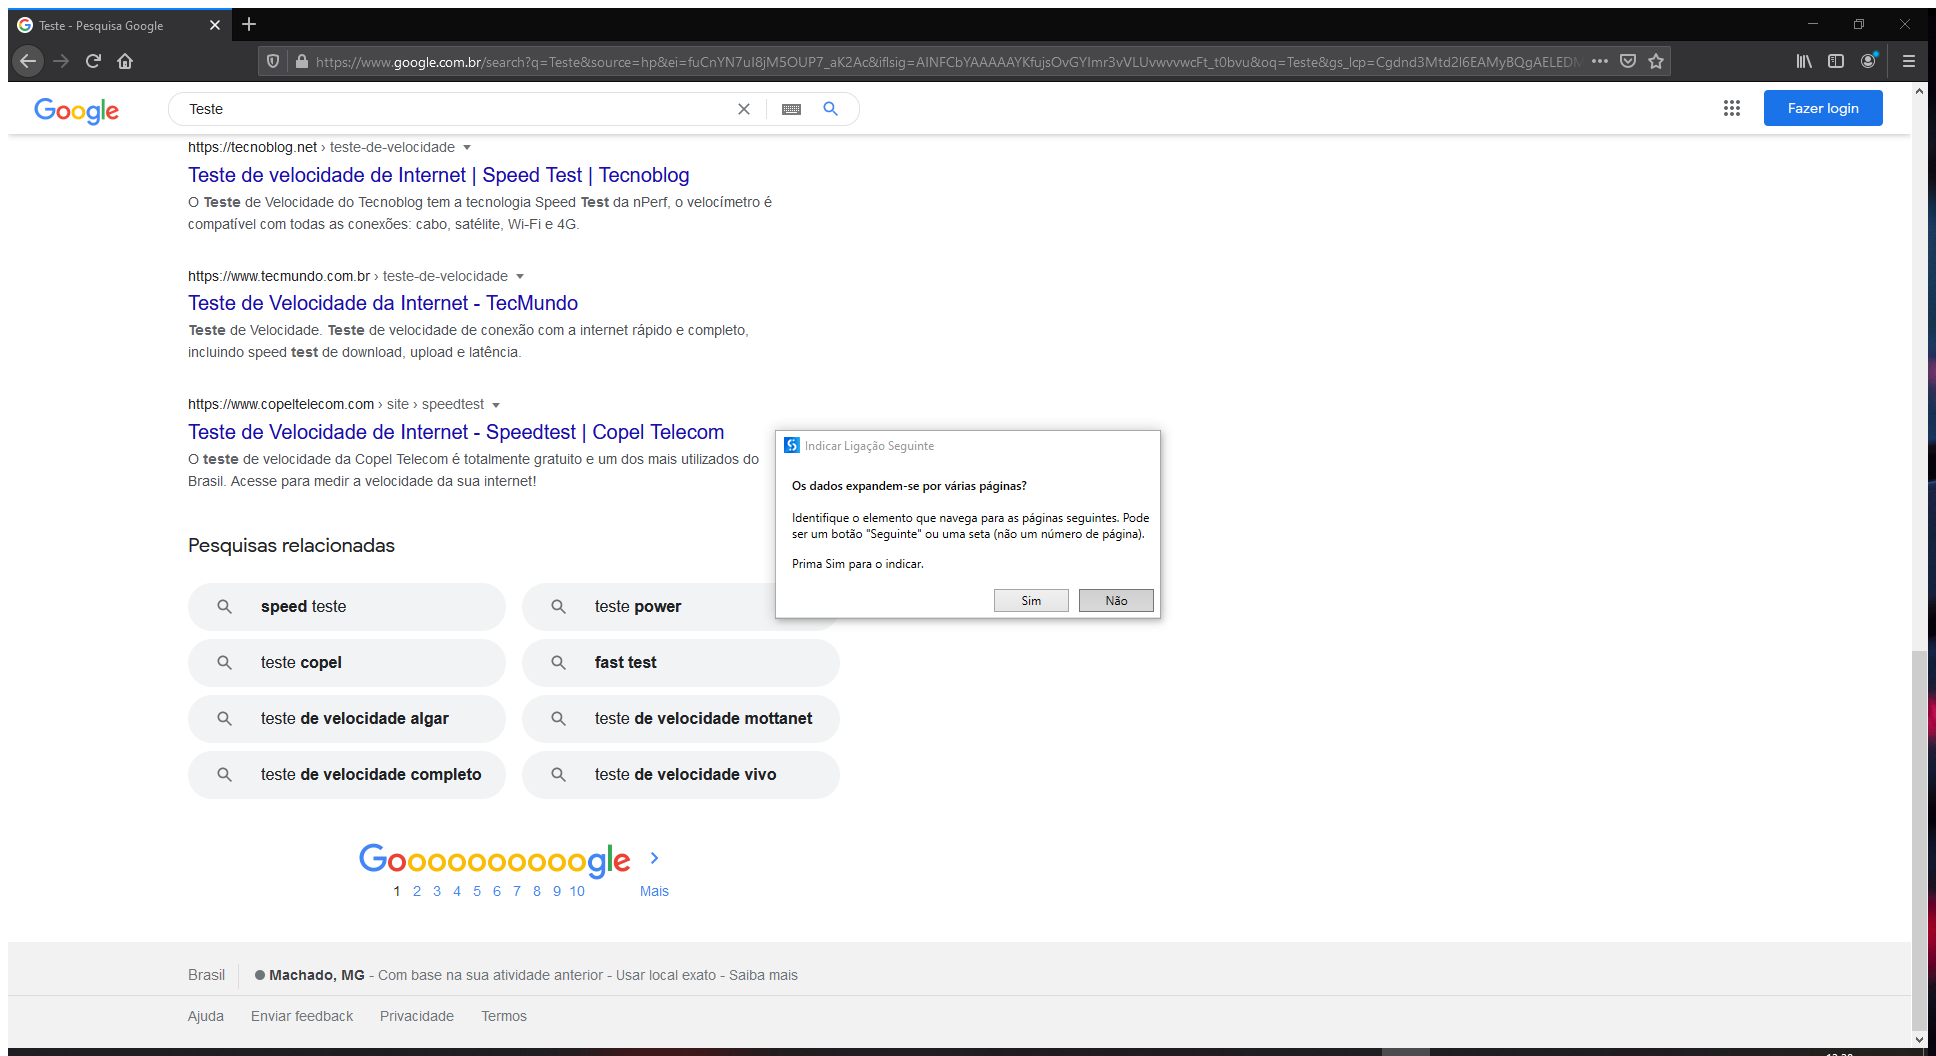 Teste - Pesquisa Google
https://www.google.com.br/search?q=Teste&source=hp&ei=fuCnYN7uI8jM5OUP7_aK2Ac&iflsig=AINFCbYAAAAAYKfujsOvGYImr3vVLUvwvvwcFt_t0bvu&oq=Teste&gs_lcp=Cgdnd3Mtd2l6EAMyBQgAELEDM
Google
Teste
Fazer login
https://tecnoblog.net › teste-de-velocidade
Teste de velocidade de Internet | Speed Test | Tecnoblog
O Teste de Velocidade do Tecnoblog tem a tecnologia Speed Test da nPerf, o velocímetro é
compatível com todas as conexões: cabo, satélite, Wi-Fi e 4G.
https://www.tecmundo.com.br › teste-de-velocidade
Teste de Velocidade da Internet - TecMundo
Teste de Velocidade. Teste de velocidade de conexão com a internet rápido e completo,
incluindo speed test de download, upload e latência.
https://www.copeltelecom.com › site › speedtest
Teste de Velocidade de Internet - Speedtest | Copel Telecom
O teste de velocidade da Copel Telecom é totalmente gratuito e um dos mais utilizados do
Brasil. Acesse para medir a velocidade da sua internet!
Indicar Ligação Seguinte
Os dados expandem-se por várias páginas?
Identifique o elemento que navega para as páginas seguintes. Pode
ser um botão "Seguinte" ou uma seta (não um número de página).
Prima Sim para o indicar.
Sim Não
Pesquisas relacionadas
speed teste
teste power
teste copel
fast test
teste de velocidade algar
teste de velocidade mottanet
teste de velocidade completo
teste de velocidade vivo
Goooooooooogle
1 2 3 4 5 6 7 8 9 10 Mais
Brasil Machado, MG - Com base na sua atividade anterior - Usar local exato - Saiba mais
Ajuda Enviar feedback Privacidade Termos